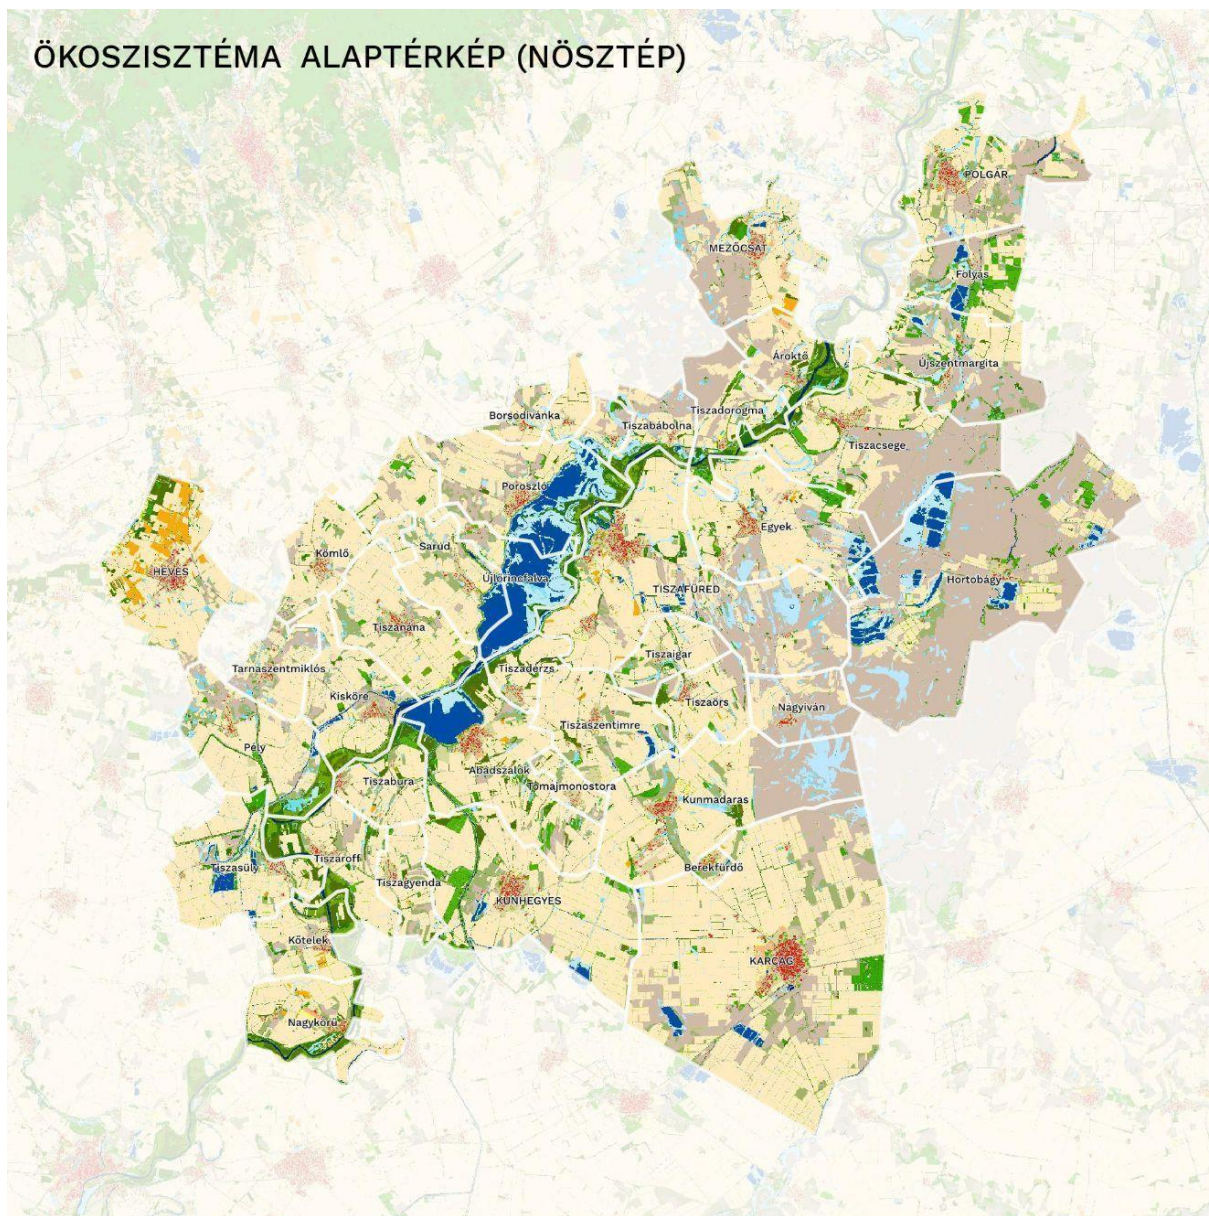 ÖKOSZISZTÉMA ALAPTÉRKÉP (NÖSZTÉP)
POLGÁR
MEZŐCSÁT
Folyás
Ároktő
Újszentmargita
Borsodivánka
Tiszadorogma
Tiszabábolna
Tiszacsege
Poroszló
Egyek
Sarud
Kömlő
HEVES
Újlőrincfalva
Hortobágy
TISZAFÜRED
Tiszanána
Tiszaigar
Tarnaszentmiklós
Tiszaderzs
Kisköre
Tiszaörs
Nagyiván
Tiszaszentimre
Pély
Abádszalók
Tiszabura
Tomajmonostora
Kunmadaras
Tiszaroff
Tiszasüly
Berekfürdő
Tiszagyenda
KUNHEGYES
Kőtelek
KARCAG
Nagykörű